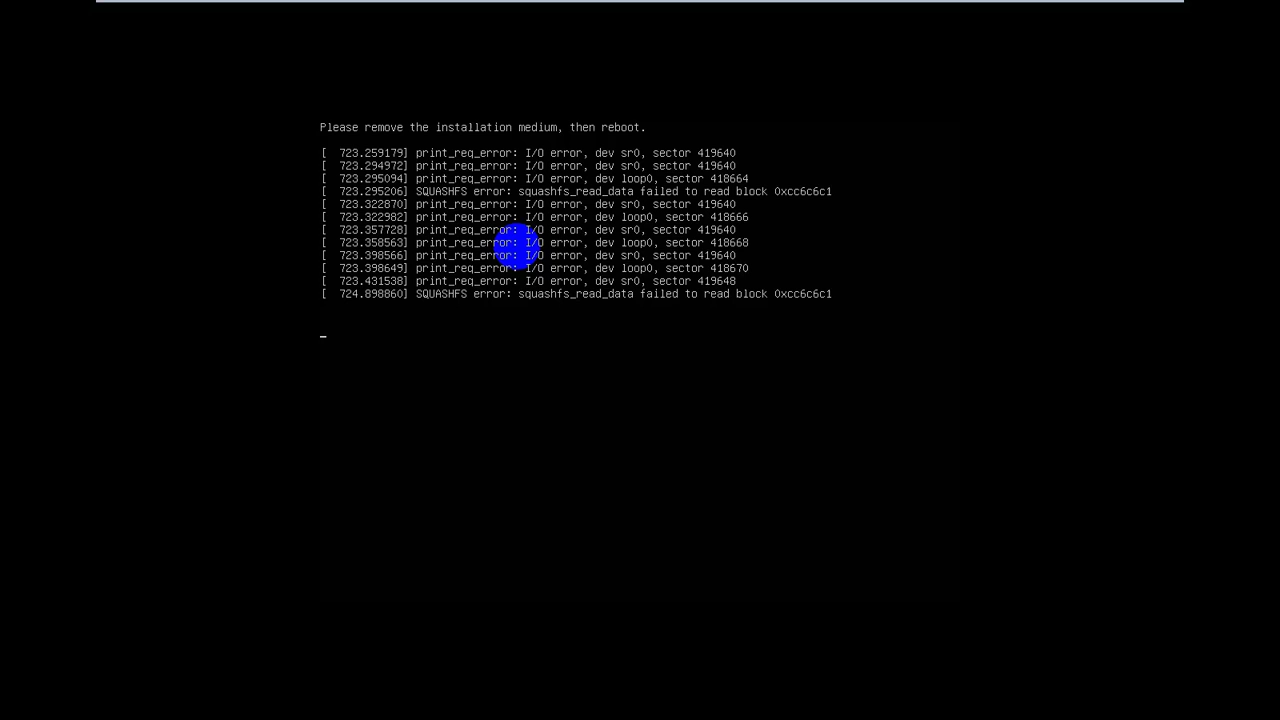 Please remove the installation medium, then reboot.
[  723.259179] print_req_error: I/O error, dev sr0, sector 419640
[  723.294972] print_req_error: I/O error, dev sr0, sector 419640
[  723.295094] print_req_error: I/O error, dev loop0, sector 418664
[  723.295206] SQUASHFS error: squashfs_read_data failed to read block 0xcc6c6c1
[  723.322870] print_req_error: I/O error, dev sr0, sector 419640
[  723.322982] print_req_error: I/O error, dev loop0, sector 418666
[  723.357728] print_req_error: I/O error, dev sr0, sector 419640
[  723.358563] print_req_error: I/O error, dev loop0, sector 418668
[  723.398566] print_req_error: I/O error, dev sr0, sector 419640
[  723.398649] print_req_error: I/O error, dev loop0, sector 418670
[  723.431538] print_req_error: I/O error, dev sr0, sector 419648
[  724.898860] SQUASHFS error: squashfs_read_data failed to read block 0xcc6c6c1